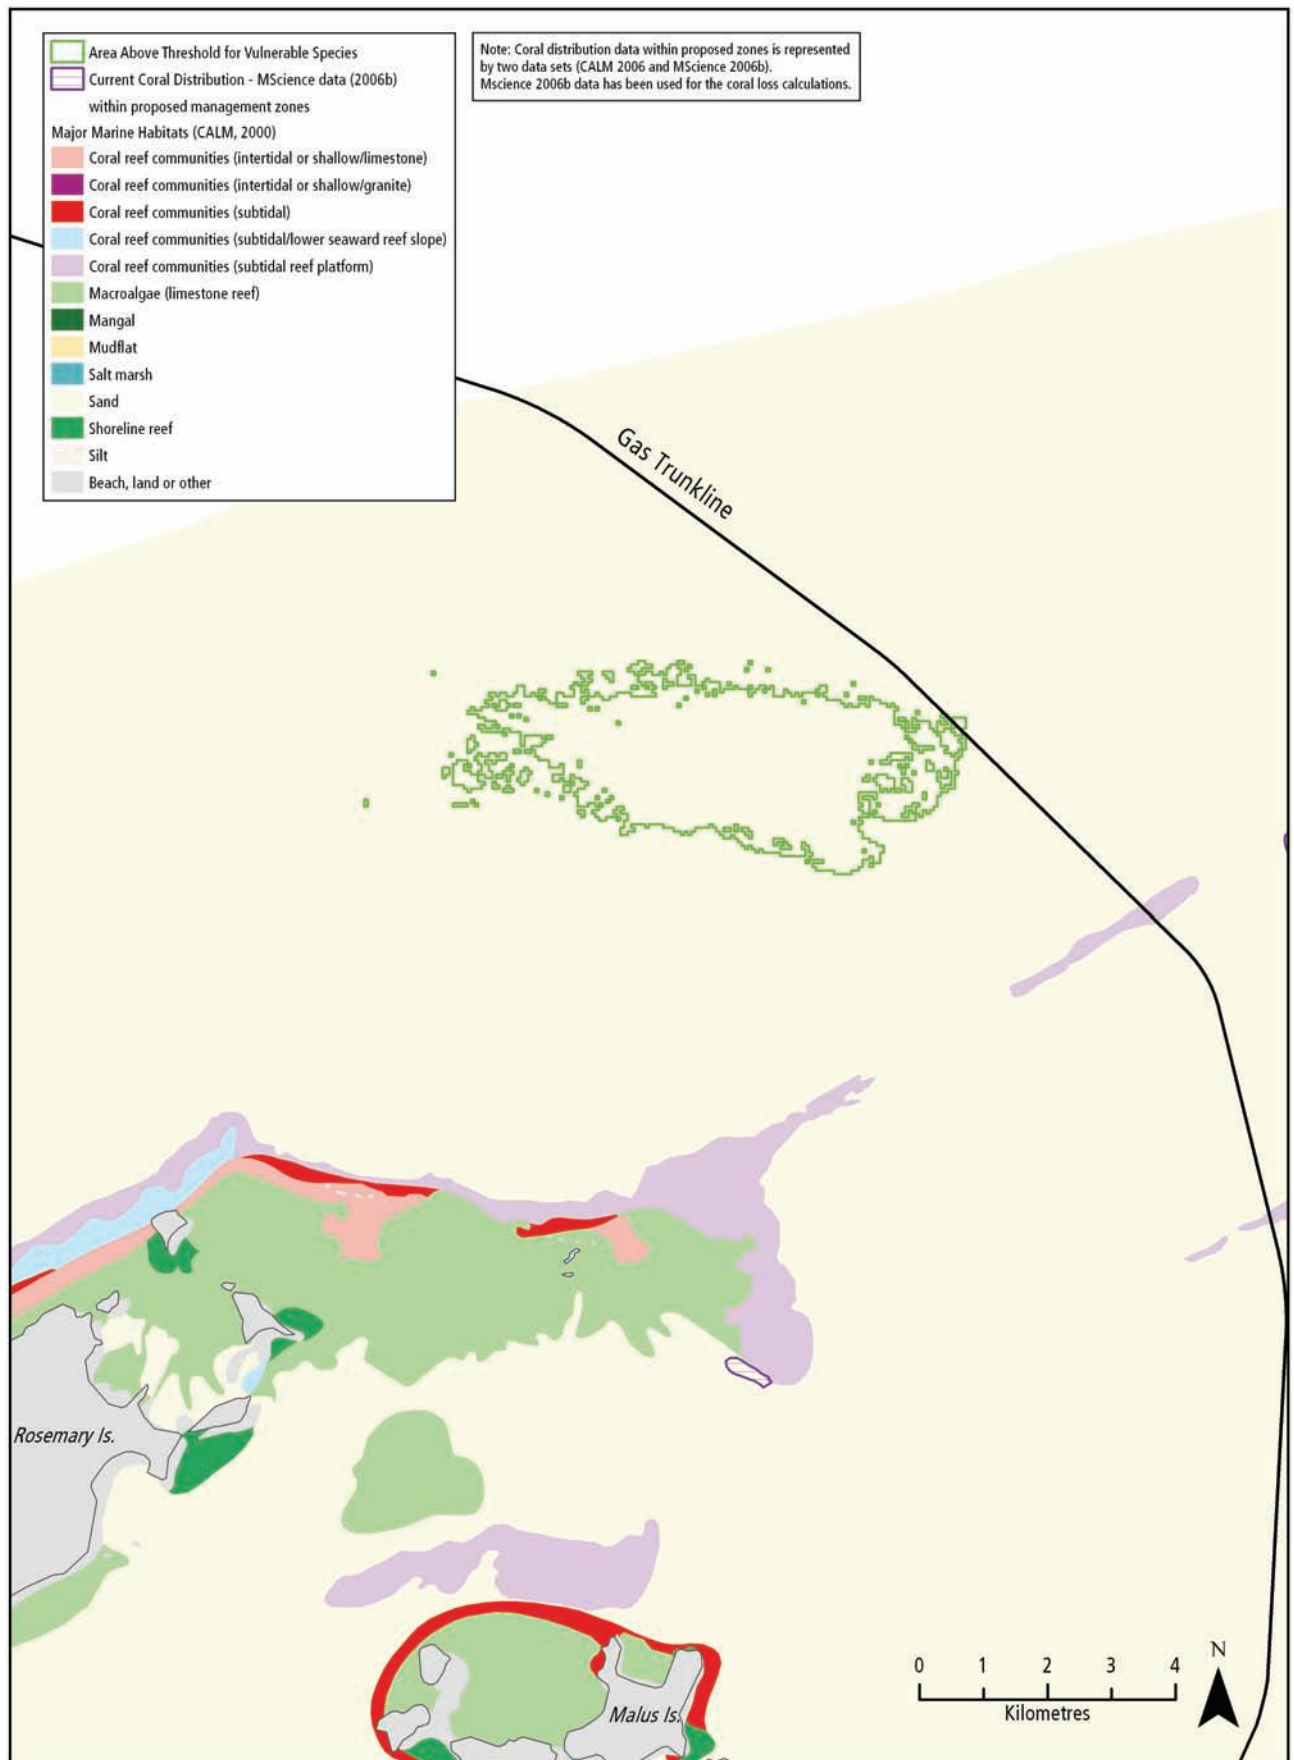 Area Above Threshold for Vulnerable Species
Current Coral Distribution - MScience data (2006b)
within proposed management zones
Major Marine Habitats (CALM, 2000)
Coral reef communities (intertidal or shallow/limestone)
Coral reef communities (intertidal or shallow/granite)
Coral reef communities (subtidal)
Coral reef communities (subtidal/lower seaward reef slope)
Coral reef communities (subtidal reef platform)
Macroalgae (limestone reef)
Mangal
Mudflat
Salt marsh
Sand
Shoreline reef
Silt
Beach, land or other
Note: Coral distribution data within proposed zones is represented
by two data sets (CALM 2006 and MScience 2006b).
Mscience 2006b data has been used for the coral loss calculations.
Gas Trunkline
Rosemary Is.
Malus Is.
0 1 2 3 4
Kilometres
N